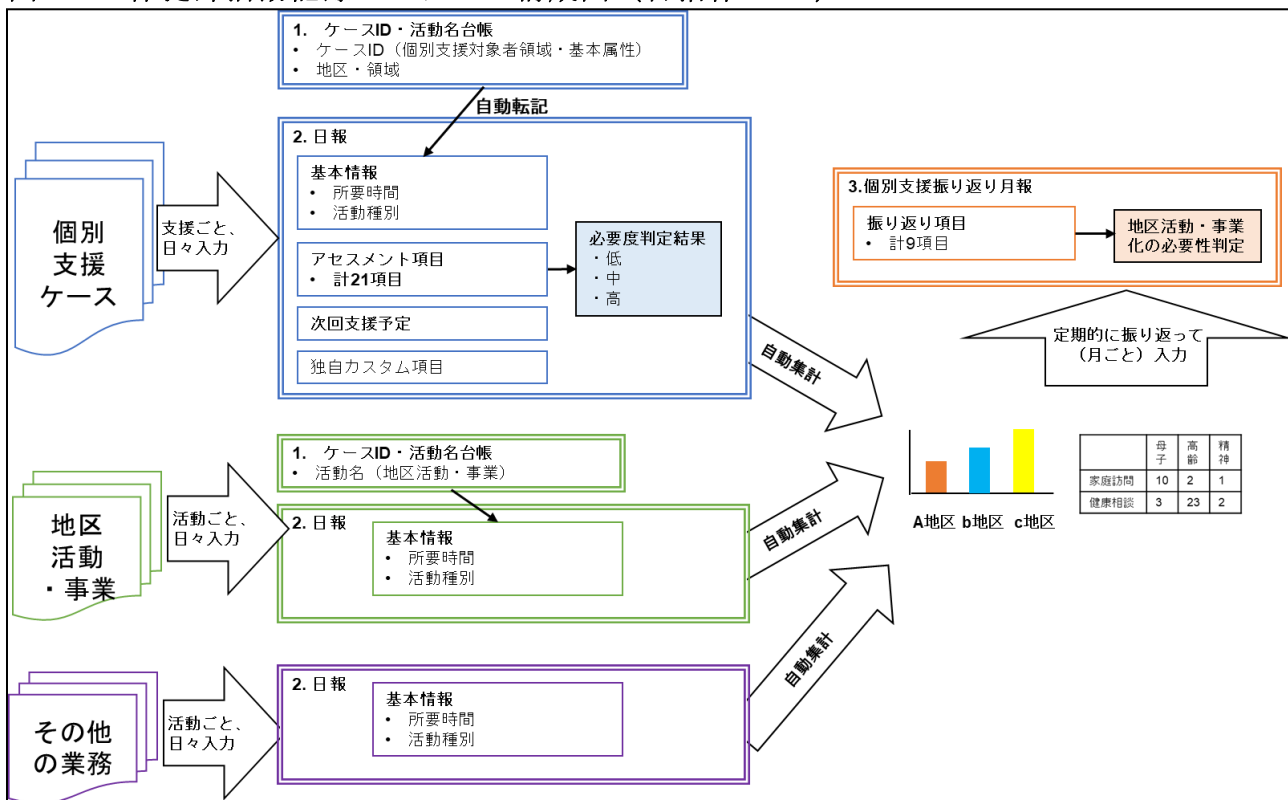 1. ケースID・活動名台帳
• ケースID（個別支援対象者領域・基本属性）
• 地区・領域
自動転記
個別
支援
ケース
支援ごと、
日々入力
2. 日報
基本情報
• 所要時間
• 活動種別
アセスメント項目
• 計21項目
必要度判定結果
・低
・中
・高
次回支援予定
独自カスタム項目
自動集計
3.個別支援振り返り月報
振り返り項目
• 計9項目
地区活動・事業
化の必要性判定
定期的に振り返って
（月ごと）入力
地区
活動
・事業
活動ごと、
日々入力
1. ケースID・活動名台帳
• 活動名（地区活動・事業）
2. 日報
基本情報
• 所要時間
• 活動種別
自動集計
A地区 b地区 c地区
母子 高齢 精神
家庭訪問 10 2 1
健康相談 3 23 2
その他
の業務
活動ごと、
日々入力
2. 日報
基本情報
• 所要時間
• 活動種別
自動集計